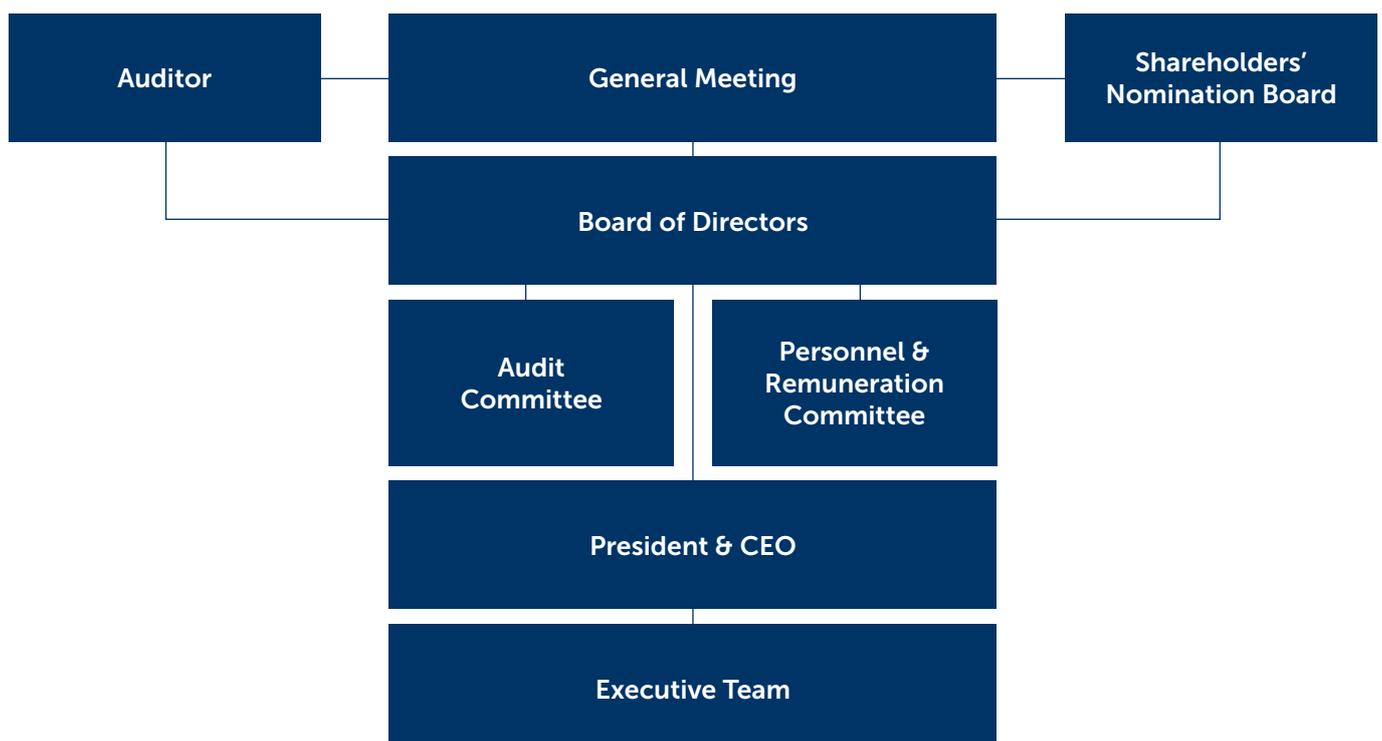 Auditor
General Meeting
Shareholders’
Nomination Board
Board of Directors
Audit
Committee
Personnel &
Remuneration
Committee
President & CEO
Executive Team